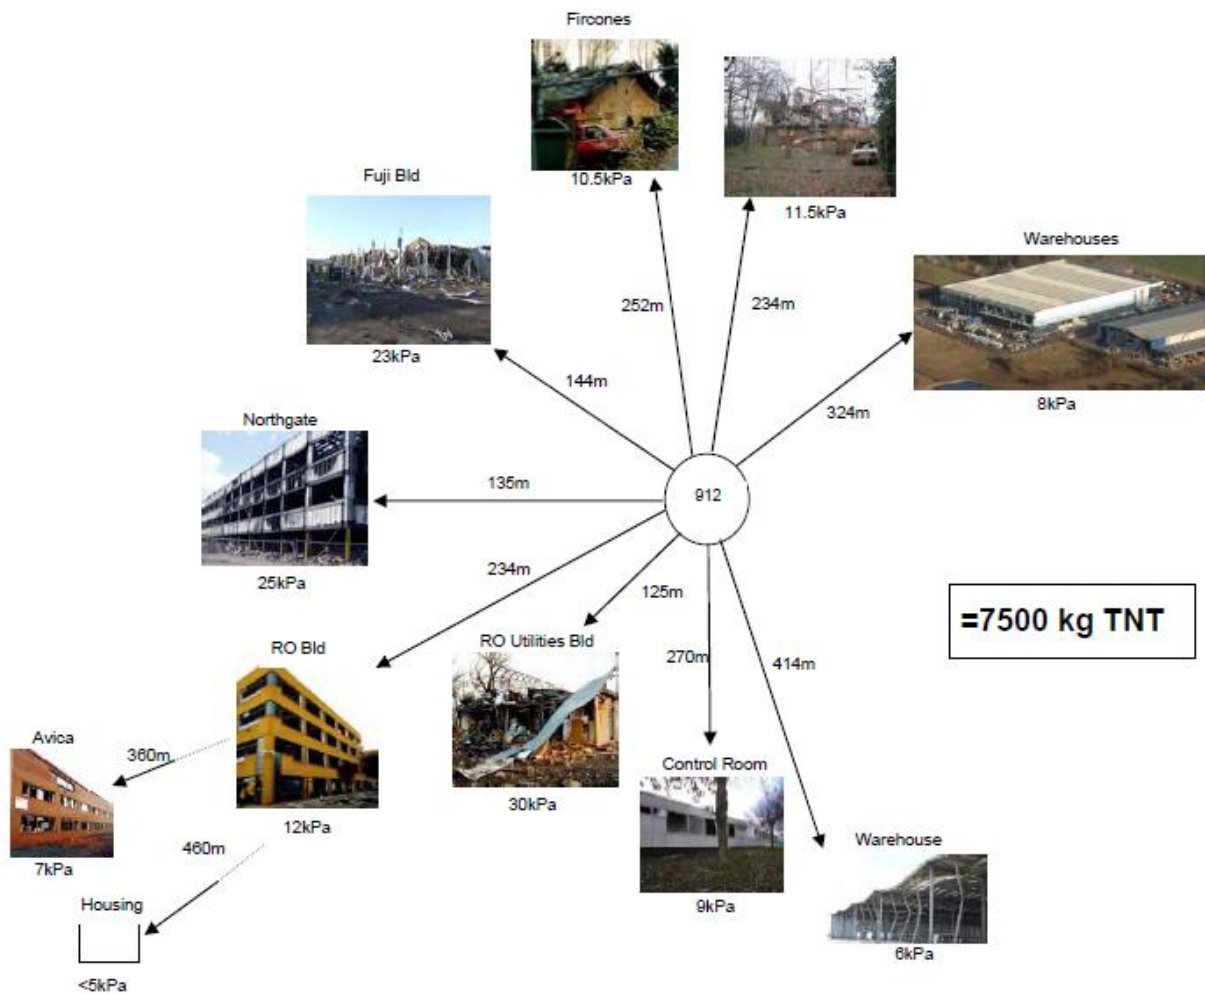 Fircones
10.5kPa
11.5kPa
Fuji Bld
23kPa
Warehouses
8kPa
252m
234m
144m
324m
Northgate
25kPa
135m
912
234m
125m
270m
414m
=7500 kg TNT
RO Bld
12kPa
RO Utilities Bld
30kPa
Control Room
9kPa
Warehouse
6kPa
Avica
7kPa
360m
460m
Housing
<5kPa